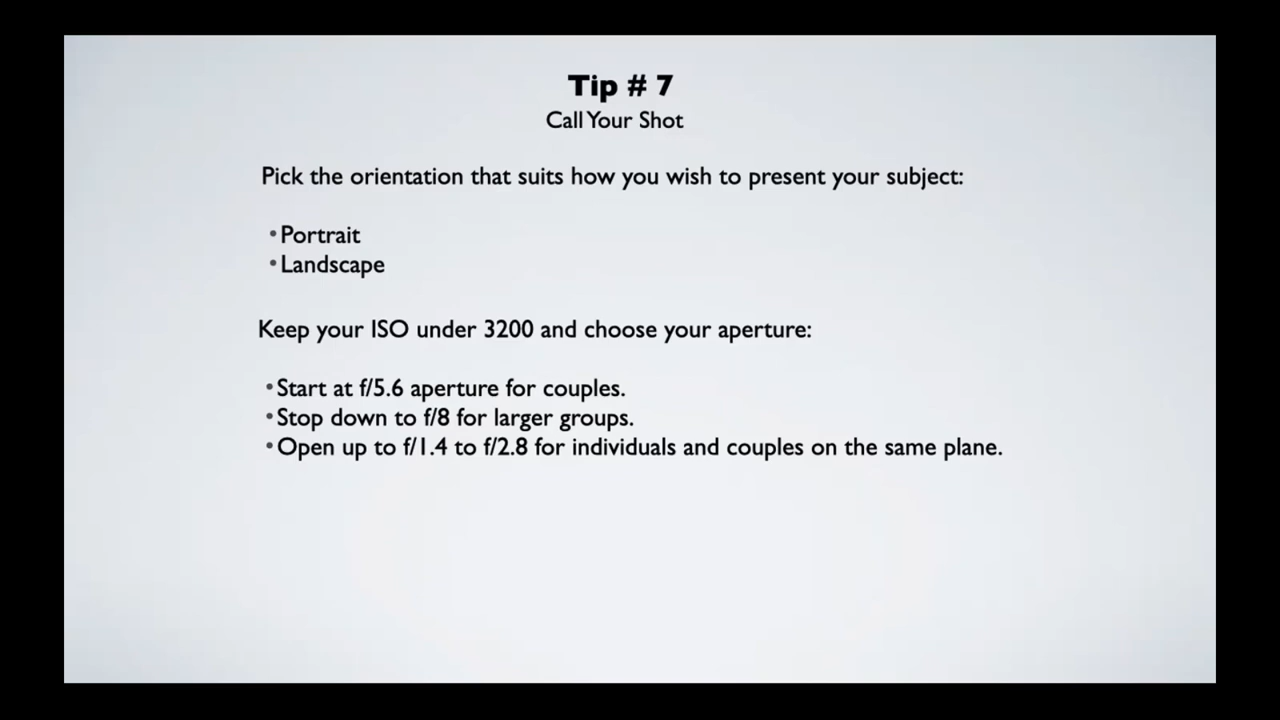 Tip # 7
Call Your Shot
Pick the orientation that suits how you wish to present your subject:
•Portrait
•Landscape
Keep your ISO under 3200 and choose your aperture:
•Start at f/5.6 aperture for couples.
•Stop down to f/8 for larger groups.
•Open up to f/1.4 to f/2.8 for individuals and couples on the same plane.